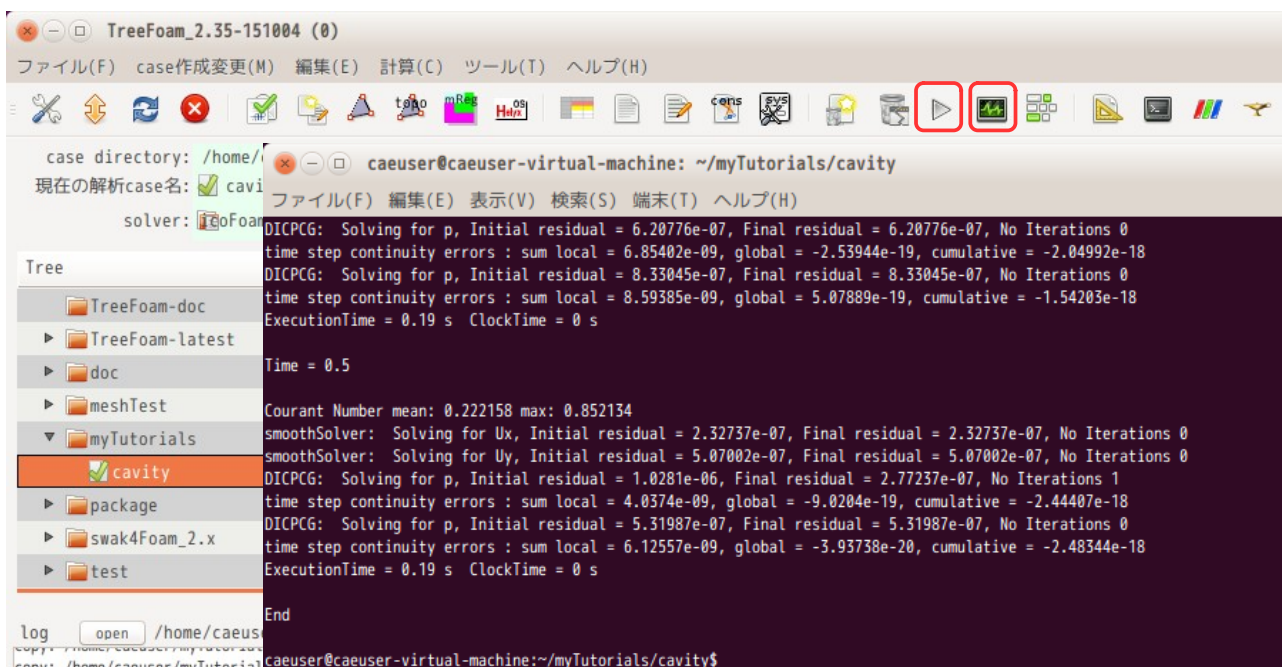 TreeFoam_2.35-151004 (0)
ファイル(F) case作成変更(M) 編集(E) 計算(C) ツール(T) ヘルプ(H)
topo
mReg
OS
Helyx
cons
sys
case directory: /home/
現在の解析case名: cavi
solver: icoFoam
Tree
TreeFoam-doc
TreeFoam-latest
doc
meshTest
myTutorials
cavity
package
swak4Foam_2.x
test
log open /home/caeus
copy: /home/caeuser/myTutorial
copy: /home/caeuser/myTutorial
caeuser@caeuser-virtual-machine: ~/myTutorials/cavity
ファイル(F) 編集(E) 表示(V) 検索(S) 端末(T) ヘルプ(H)
DICPCG: Solving for p, Initial residual = 6.20776e-07, Final residual = 6.20776e-07, No Iterations 0
time step continuity errors : sum local = 6.85402e-09, global = -2.53944e-19, cumulative = -2.04992e-18
DICPCG: Solving for p, Initial residual = 8.33045e-07, Final residual = 8.33045e-07, No Iterations 0
time step continuity errors : sum local = 8.59385e-09, global = 5.07889e-19, cumulative = -1.54203e-18
ExecutionTime = 0.19 s ClockTime = 0 s
Time = 0.5
Courant Number mean: 0.222158 max: 0.852134
smoothSolver: Solving for Ux, Initial residual = 2.32737e-07, Final residual = 2.32737e-07, No Iterations 0
smoothSolver: Solving for Uy, Initial residual = 5.07002e-07, Final residual = 5.07002e-07, No Iterations 0
DICPCG: Solving for p, Initial residual = 1.0281e-06, Final residual = 2.77237e-07, No Iterations 1
time step continuity errors : sum local = 4.0374e-09, global = -9.0204e-19, cumulative = -2.44407e-18
DICPCG: Solving for p, Initial residual = 5.31987e-07, Final residual = 5.31987e-07, No Iterations 0
time step continuity errors : sum local = 6.12557e-09, global = -3.93738e-20, cumulative = -2.48344e-18
ExecutionTime = 0.19 s ClockTime = 0 s
End
caeuser@caeuser-virtual-machine:~/myTutorials/cavity$